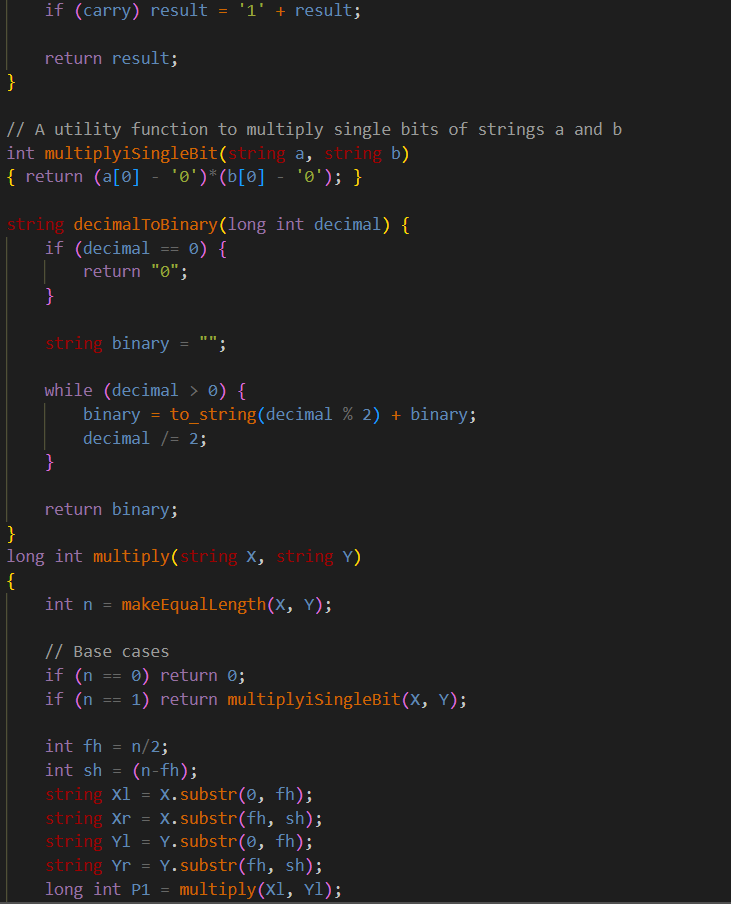 if (carry) result = '1' + result;
return result;
}
// A utility function to multiply single bits of strings a and b
int multiplyiSingleBit(string a, string b)
{ return (a[0] - '0')*(b[0] - '0'); }
string decimalToBinary(long int decimal) {
if (decimal == 0) {
return "0";
}
string binary = "";
while (decimal > 0) {
binary = to_string(decimal % 2) + binary;
decimal /= 2;
}
return binary;
}
long int multiply(string X, string Y)
{
int n = makeEqualLength(X, Y);
// Base cases
if (n == 0) return 0;
if (n == 1) return multiplyiSingleBit(X, Y);
int fh = n/2;
int sh = (n-fh);
string Xl = X.substr(0, fh);
string Xr = X.substr(fh, sh);
string Yl = Y.substr(0, fh);
string Yr = Y.substr(fh, sh);
long int P1 = multiply(Xl, Yl);